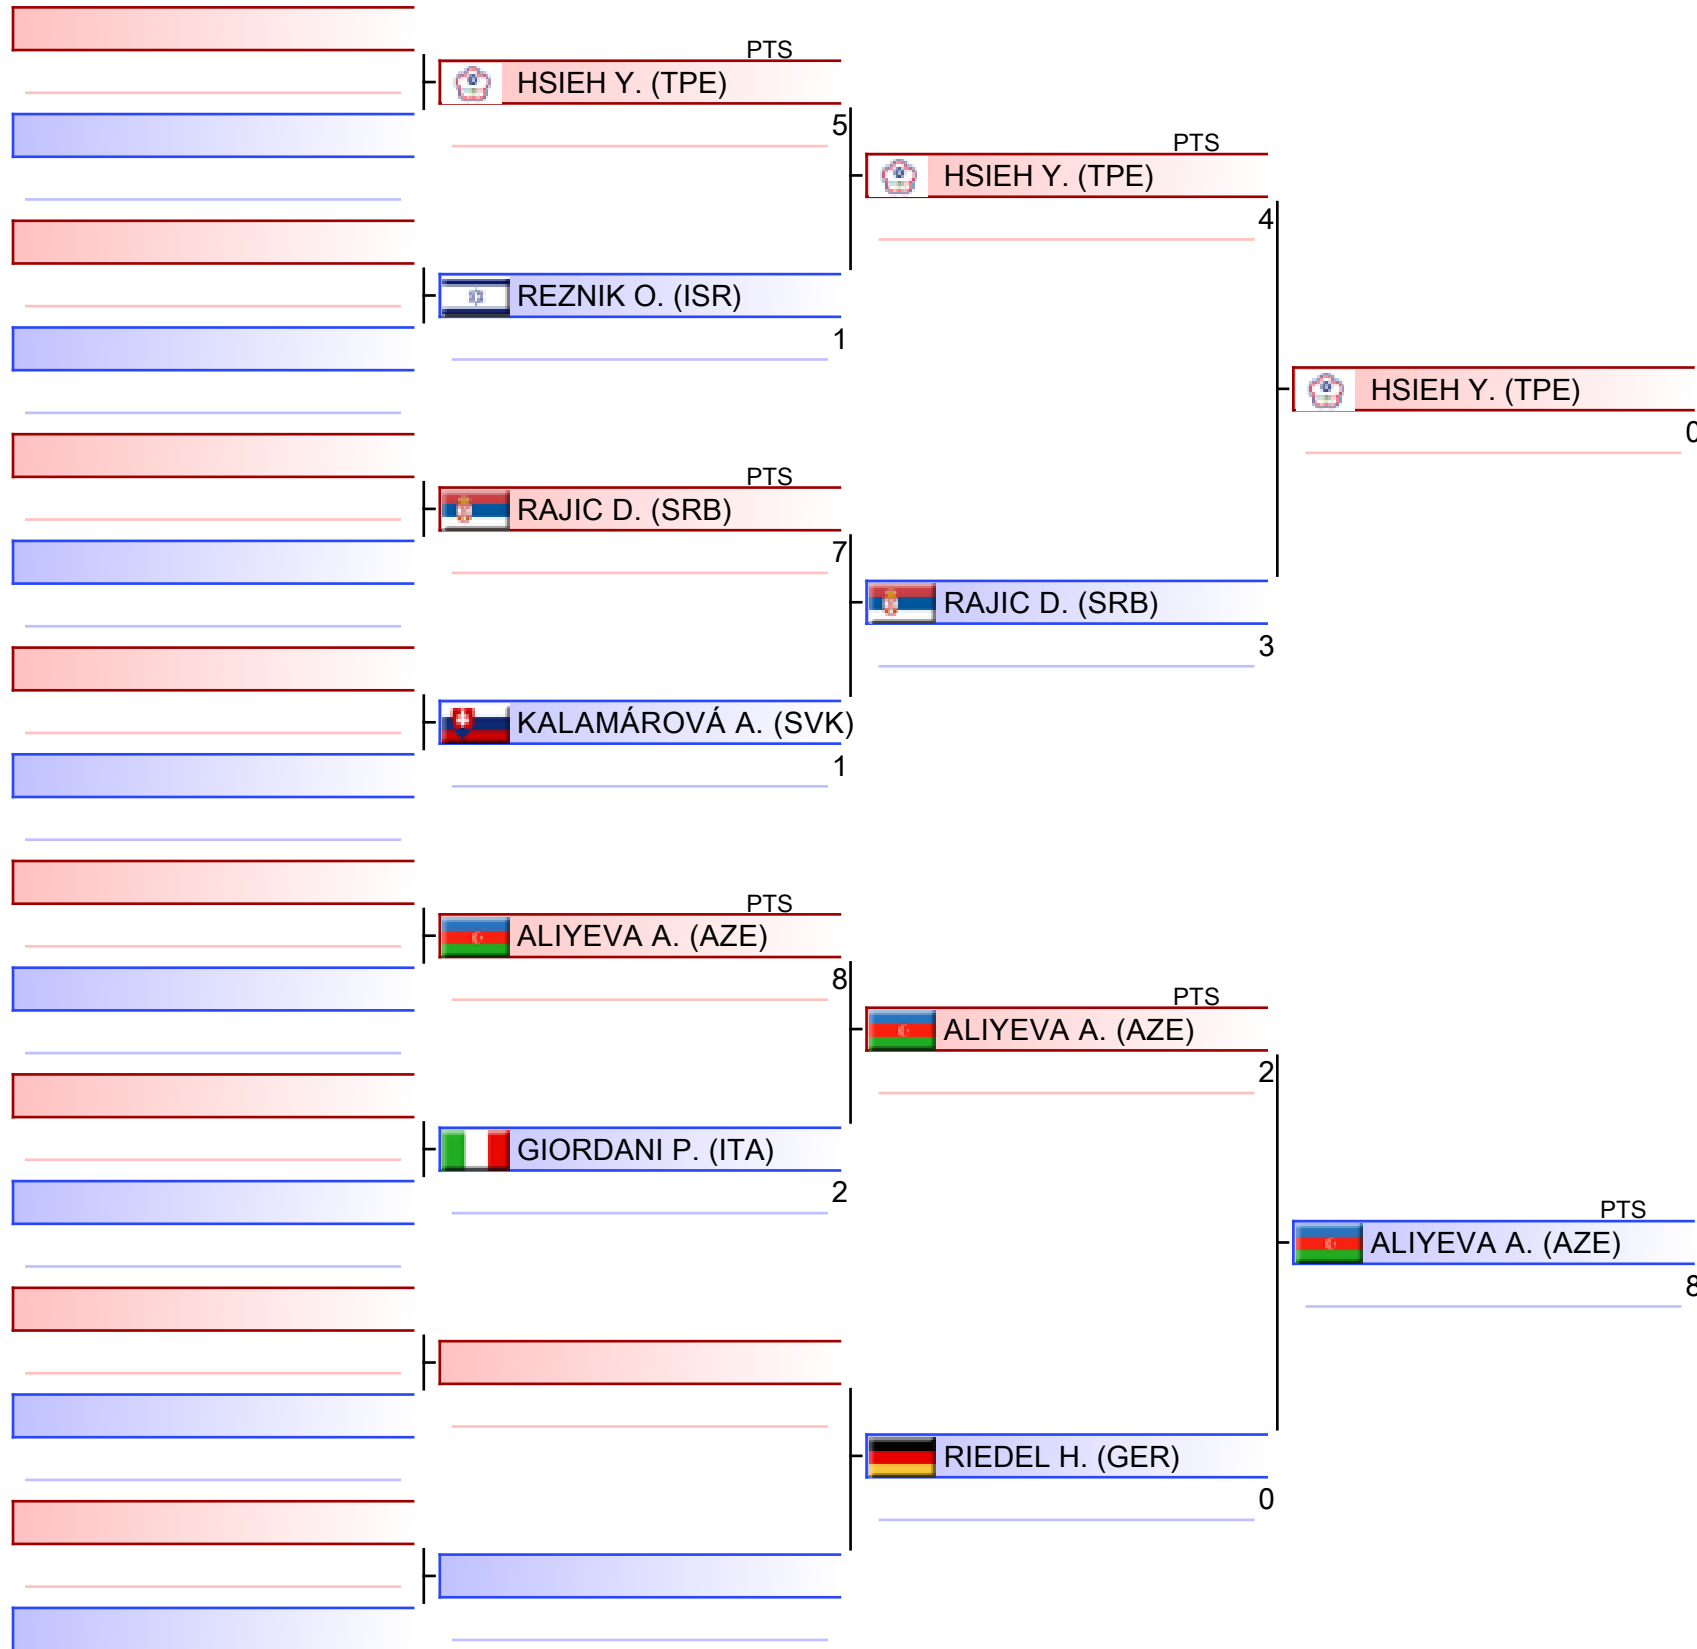 PTS
HSIEH Y. (TPE)
5
PTS
HSIEH Y. (TPE)
4
REZNIK O. (ISR)
1
HSIEH Y. (TPE)
0
PTS
RAJIC D. (SRB)
7
RAJIC D. (SRB)
3
KALAMÁROVÁ A. (SVK)
1
PTS
ALIYEVA A. (AZE)
8
PTS
ALIYEVA A. (AZE)
2
GIORDANI P. (ITA)
2
PTS
ALIYEVA A. (AZE)
8
RIEDEL H. (GER)
0